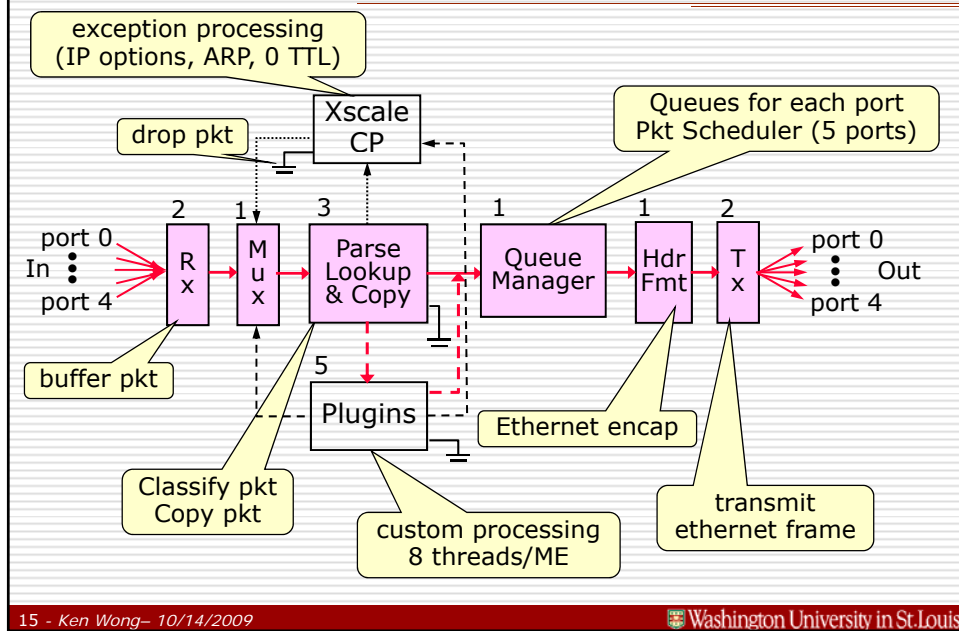 exception processing
(IP options, ARP, 0 TTL)
Xscale
CP
drop pkt
Queues for each port
Pkt Scheduler (5 ports)
2
1
3
1
1
2
port 0
In
port 4
R
x
M
u
x
Parse
Lookup
& Copy
Queue
Manager
Hdr
Fmt
T
x
port 0
Out
port 4
buffer pkt
5
Plugins
Ethernet encap
Classify pkt
Copy pkt
custom processing
8 threads/ME
transmit
ethernet frame
15 - Ken Wong– 10/14/2009
Washington University in St.Louis